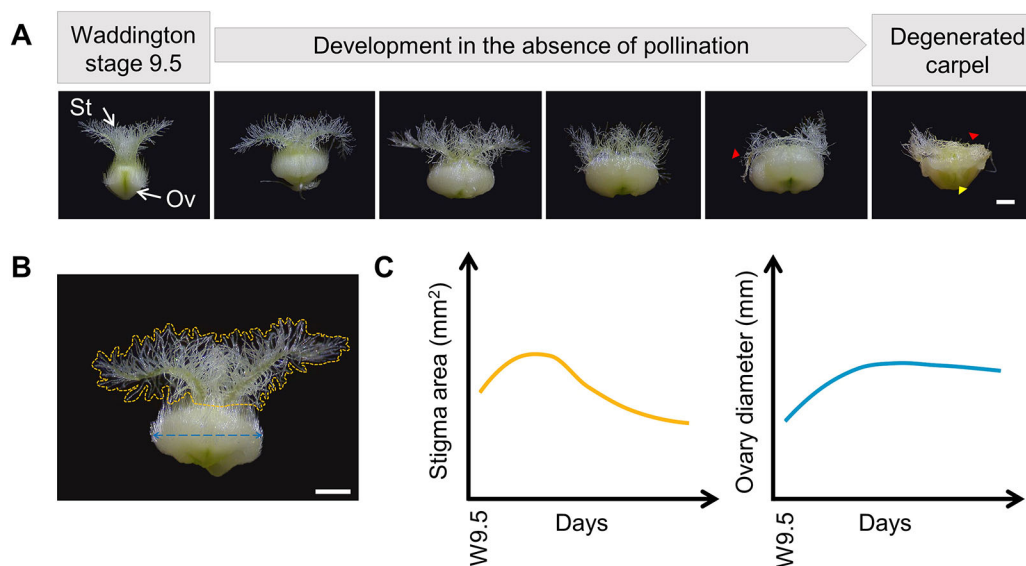 A
Waddington
stage 9.5
Development in the absence of pollination
Degenerated
carpel
St
Ov
B
C
Stigma area (mm²)
W9.5
Days
Ovary diameter (mm)
W9.5
Days